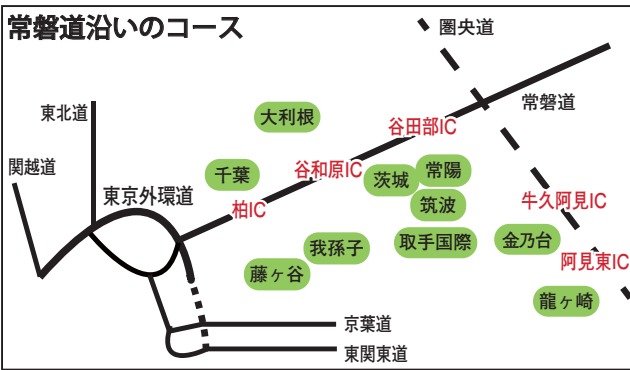 常磐道沿いのコース
圏央道
常磐道
東北道
大利根
谷田部IC
関越道
千葉
谷和原IC
茨城
常陽
東京外環道
柏IC
筑波
牛久阿見IC
我孫子
取手国際
金乃台
藤ヶ谷
阿見東IC
龍ヶ崎
京葉道
東関東道